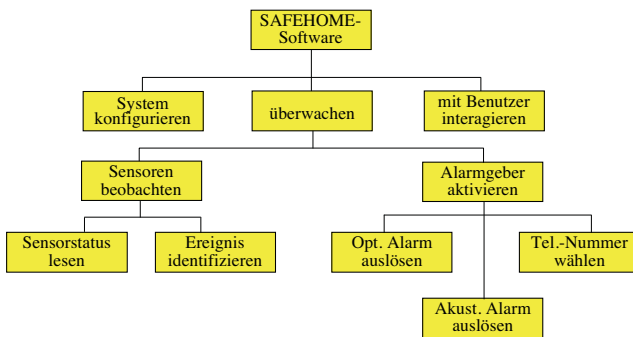 SAFEHOME-
Software
System
konfigurieren
überwachen
mit Benutzer
interagieren
Sensoren
beobachten
Alarmgeber
aktivieren
Sensorstatus
lesen
Ereignis
identifizieren
Opt. Alarm
auslösen
Tel.-Nummer
wählen
Akust. Alarm
auslösen